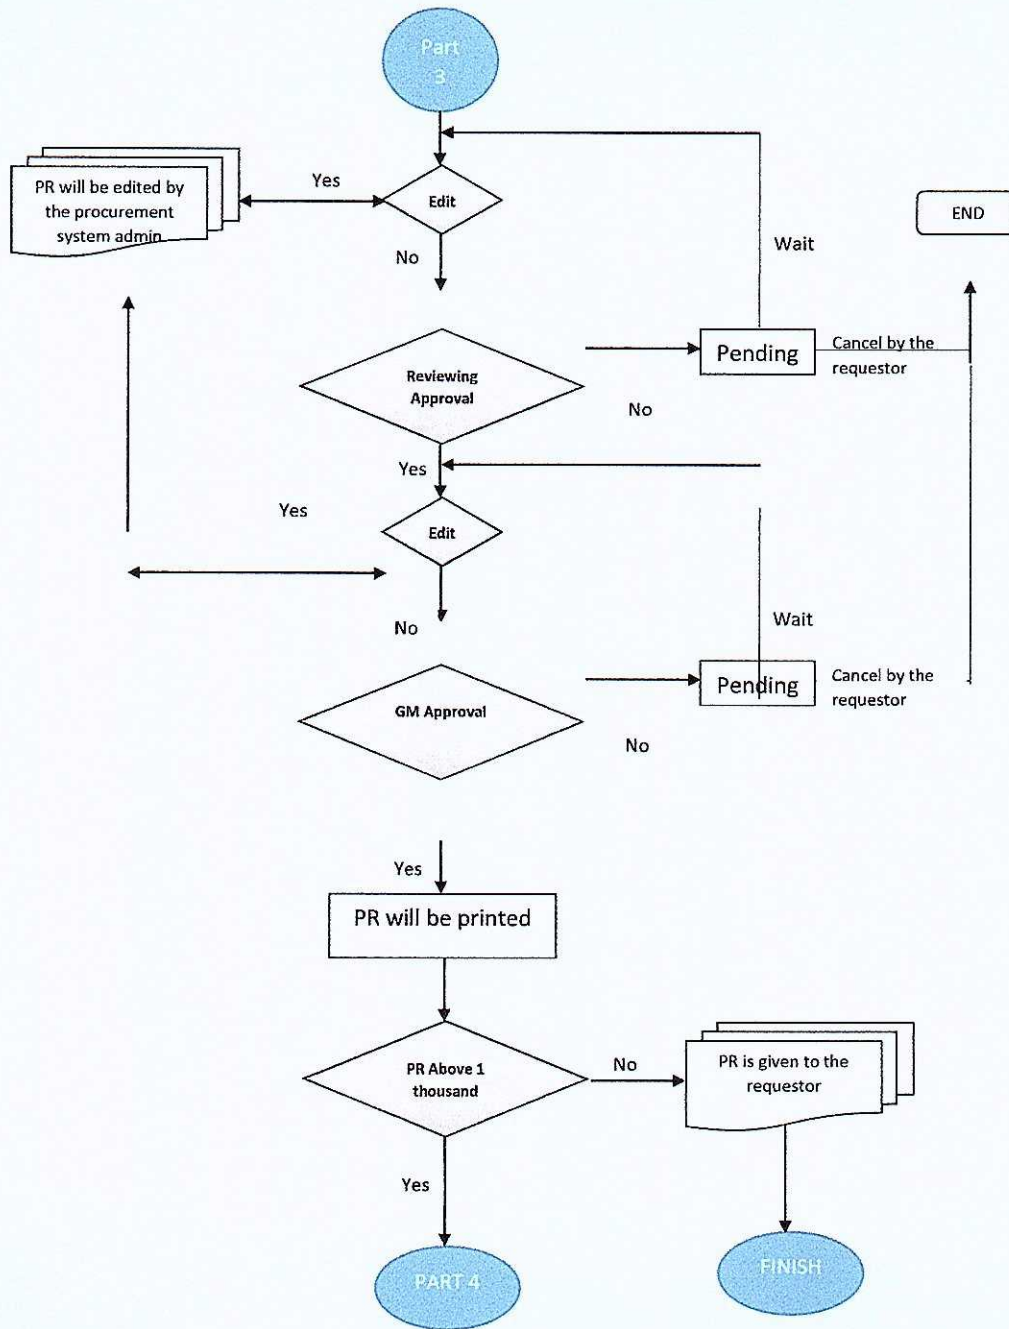 Part
3
PR will be edited by
the procurement
system admin
Yes
Edit
END
No
Wait
Reviewing
Approval
Pending
Cancel by the
requestor
No
Yes
Yes
Edit
No
Wait
GM Approval
Pending
Cancel by the
requestor
No
Yes
PR will be printed
PR Above 1
thousand
No
PR is given to the
requestor
Yes
PART 4
FINISH